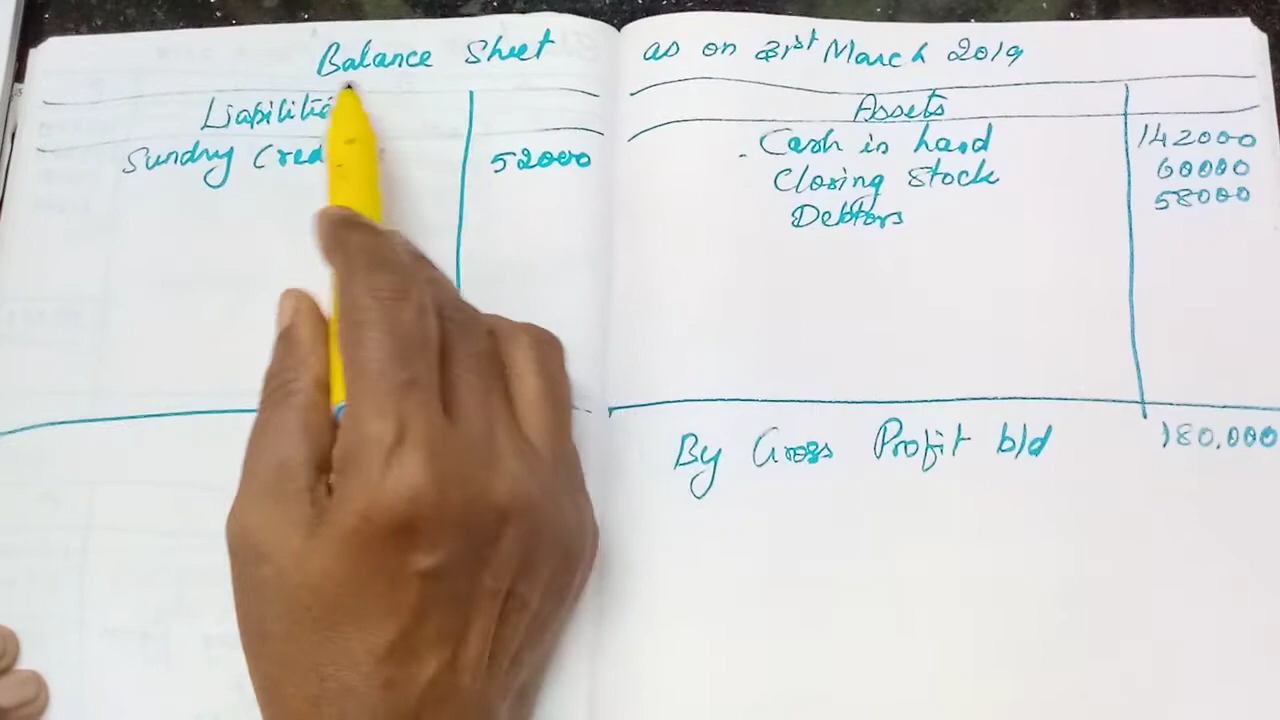 Balance Sheet as on 31st March 2019
Liabilitie
Sundry Cred 52000
Assets
Cash in hand 142000
Closing Stock 60000
Debtors 58000
By Gross Profit b/d 180,000